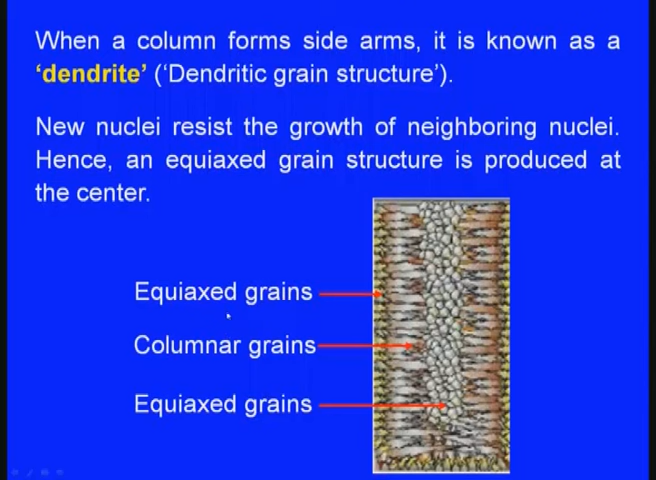 When a column forms side arms, it is known as a
‘dendrite’ (‘Dendritic grain structure’).
New nuclei resist the growth of neighboring nuclei.
Hence, an equiaxed grain structure is produced at
the center.
Equiaxed grains
Columnar grains
Equiaxed grains